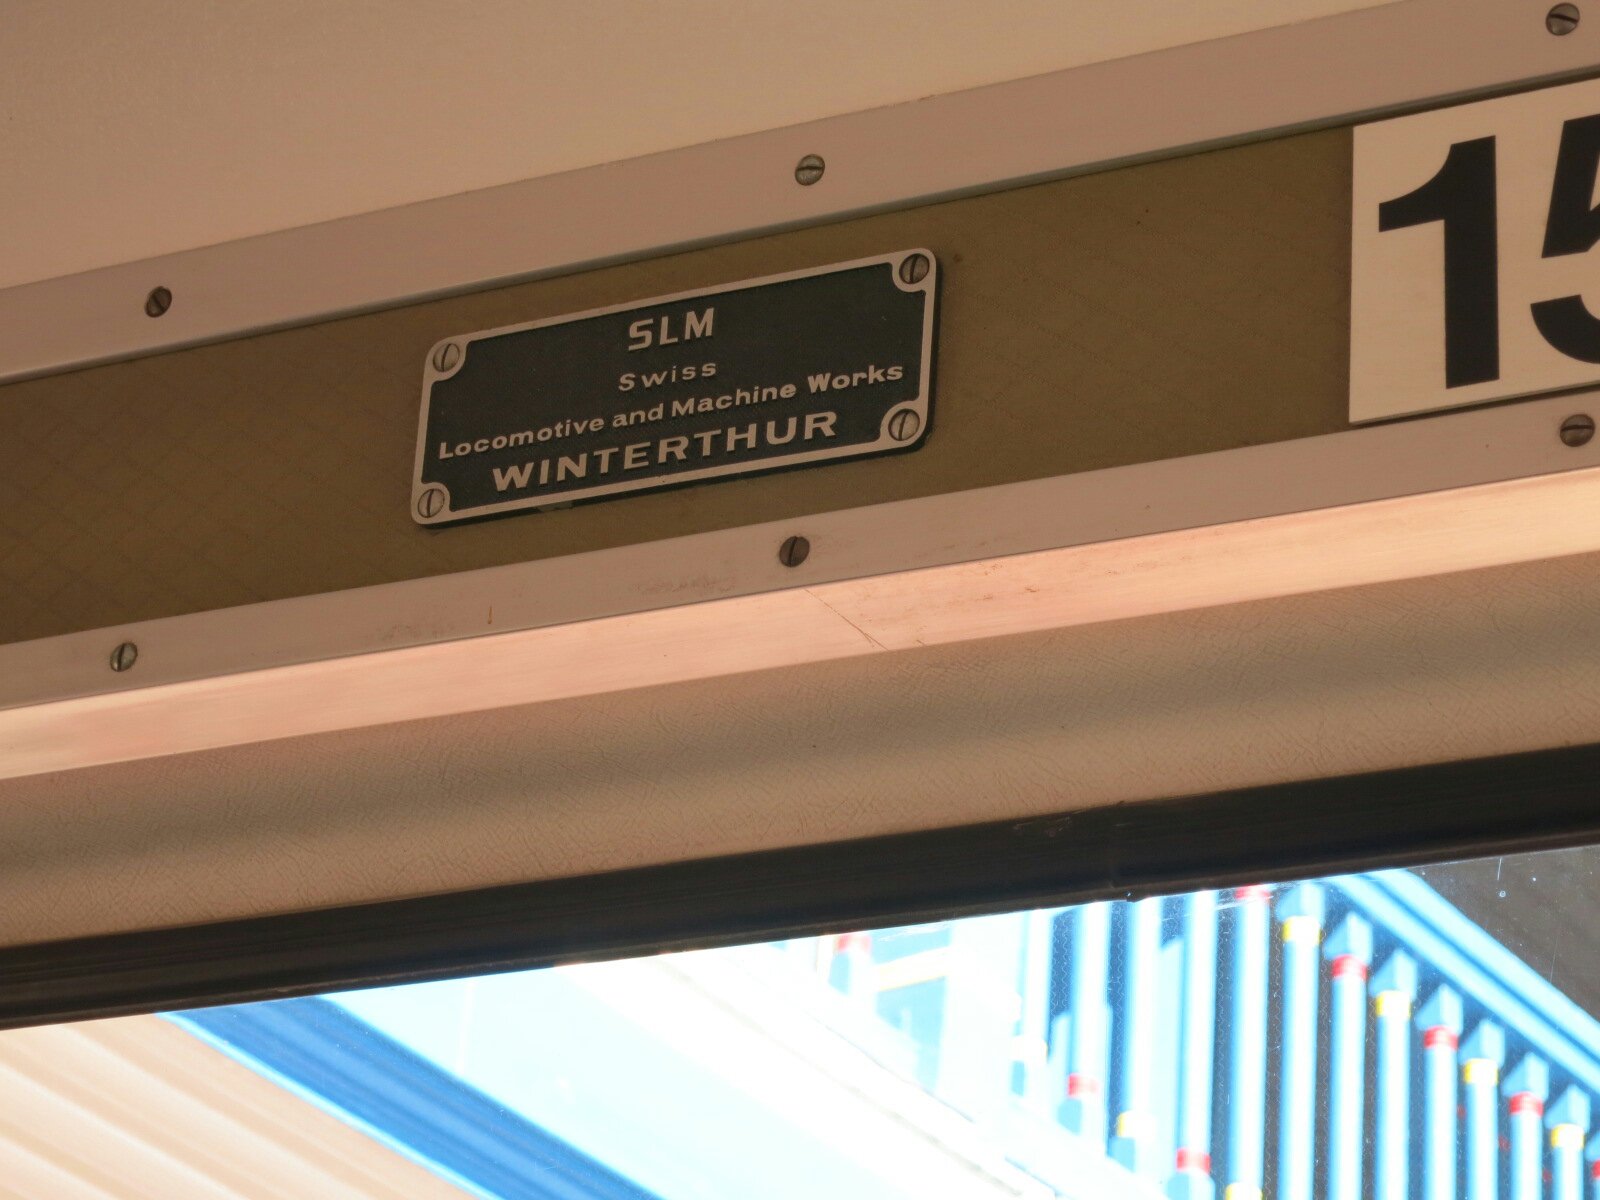 SLM
Swiss
Locomotive and Machine Works
WINTERTHUR
15